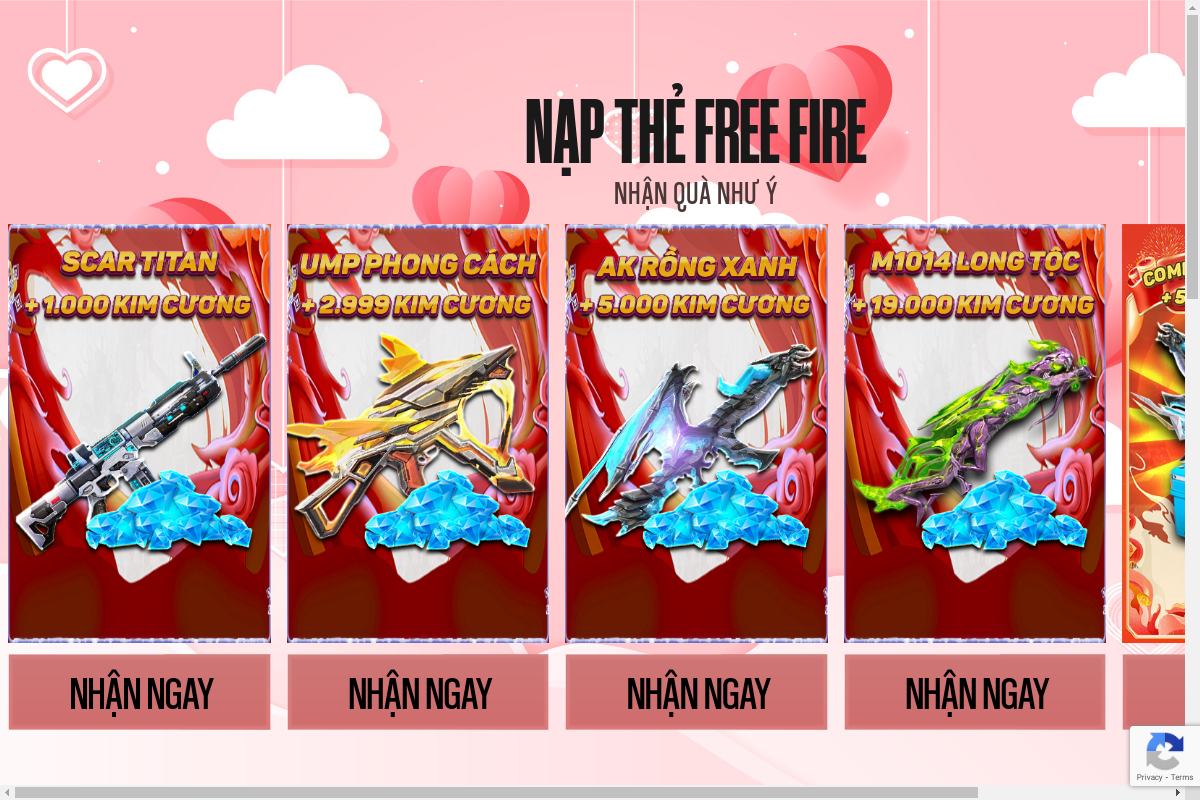 NẠP THẺ FREE FIRE
NHẬN QUÀ NHƯ Ý
SCAR TITAN
+ 1.000 KIM CƯƠNG
UMP PHONG CÁCH
+ 2.999 KIM CƯƠNG
AK RỒNG XANH
+ 5.000 KIM CƯƠNG
M1014 LONG TỘC
+ 19.000 KIM CƯƠNG
NHẬN NGAY
NHẬN NGAY
NHẬN NGAY
NHẬN NGAY
Privacy - Terms